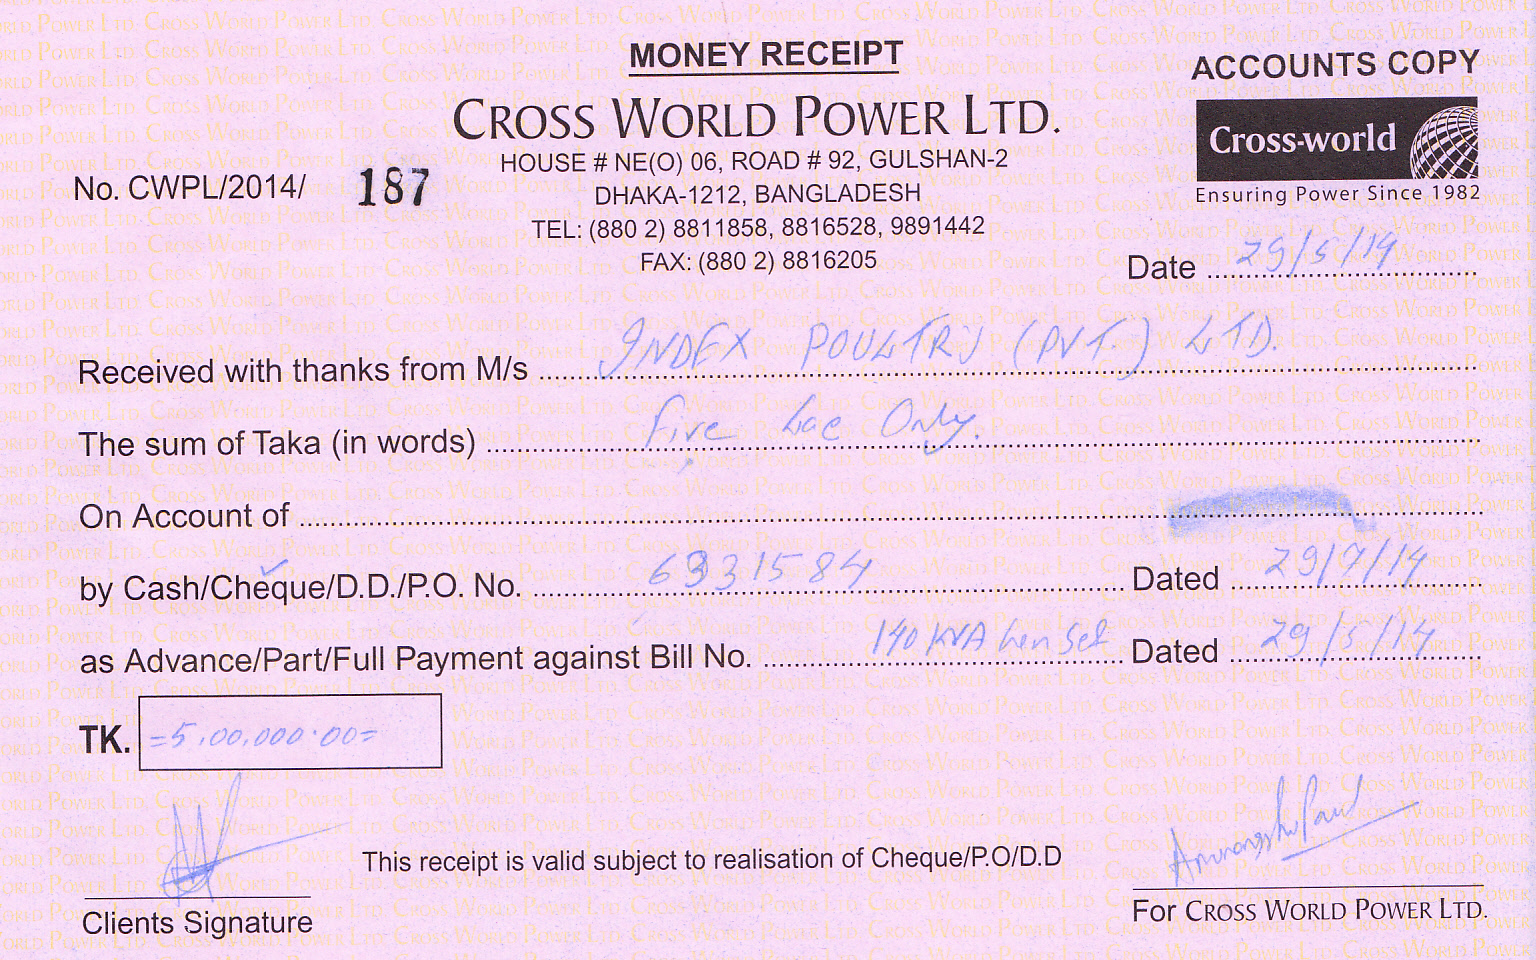 MONEY RECEIPT
ACCOUNTS COPY
CROSS WORLD POWER LTD.
Cross-world
Ensuring Power Since 1982
HOUSE # NE(O) 06, ROAD # 92, GULSHAN-2
No. CWPL/2014/ 187
DHAKA-1212, BANGLADESH
TEL: (880 2) 8811858, 8816528, 9891442
FAX: (880 2) 8816205
Date 29/5/14
Received with thanks from M/s INDEX POULTRY (PVT.) LTD.
The sum of Taka (in words) Five Lac Only.
On Account of
by Cash/Cheque/D.D./P.O. No. 6331584 Dated 29/7/14
as Advance/Part/Full Payment against Bill No. 140 KVA Gen Set Dated 29/5/14
TK. =5,00,000.00=
This receipt is valid subject to realisation of Cheque/P.O/D.D
Clients Signature
For CROSS WORLD POWER LTD.